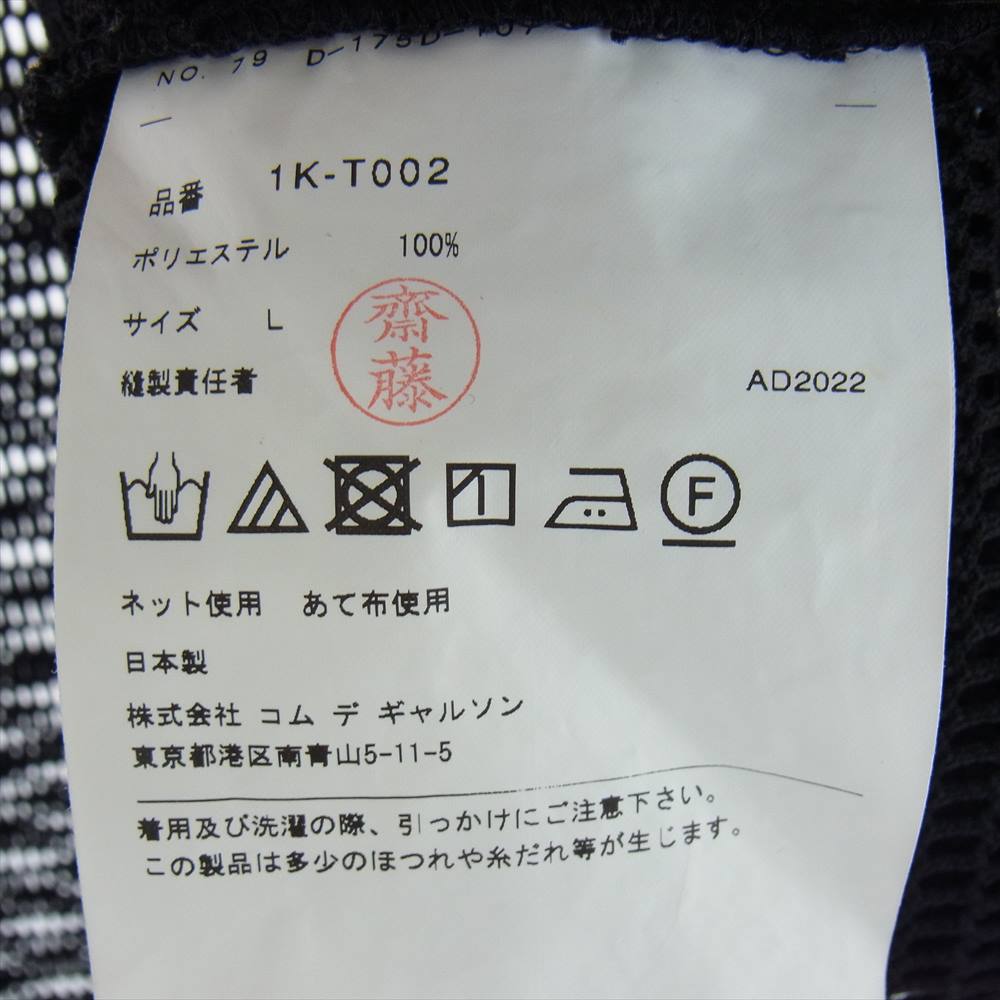 NO. 79 D-175D-107
品番 1K-T002
ポリエステル 100%
サイズ L
齋藤
縫製責任者 AD2022
F
ネット使用 あて布使用
日本製
株式会社 コム デ ギャルソン
東京都港区南青山5-11-5
着用及び洗濯の際、引っかけにご注意下さい。
この製品は多少のほつれや糸だれ等が生じます。